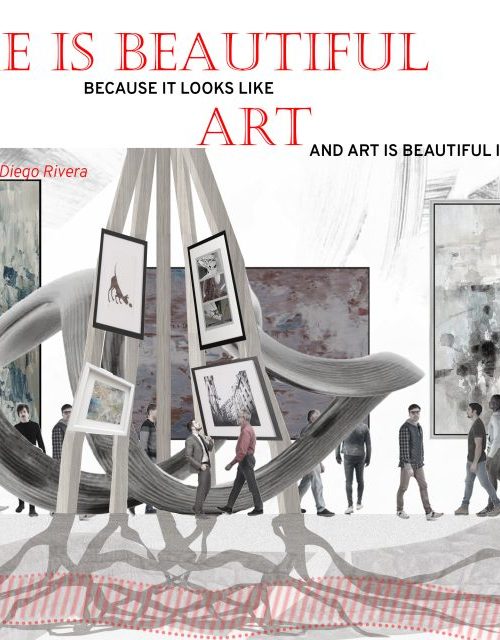 E IS BEAUTIFUL
BECAUSE IT LOOKS LIKE
ART
AND ART IS BEAUTIFUL I
Diego Rivera